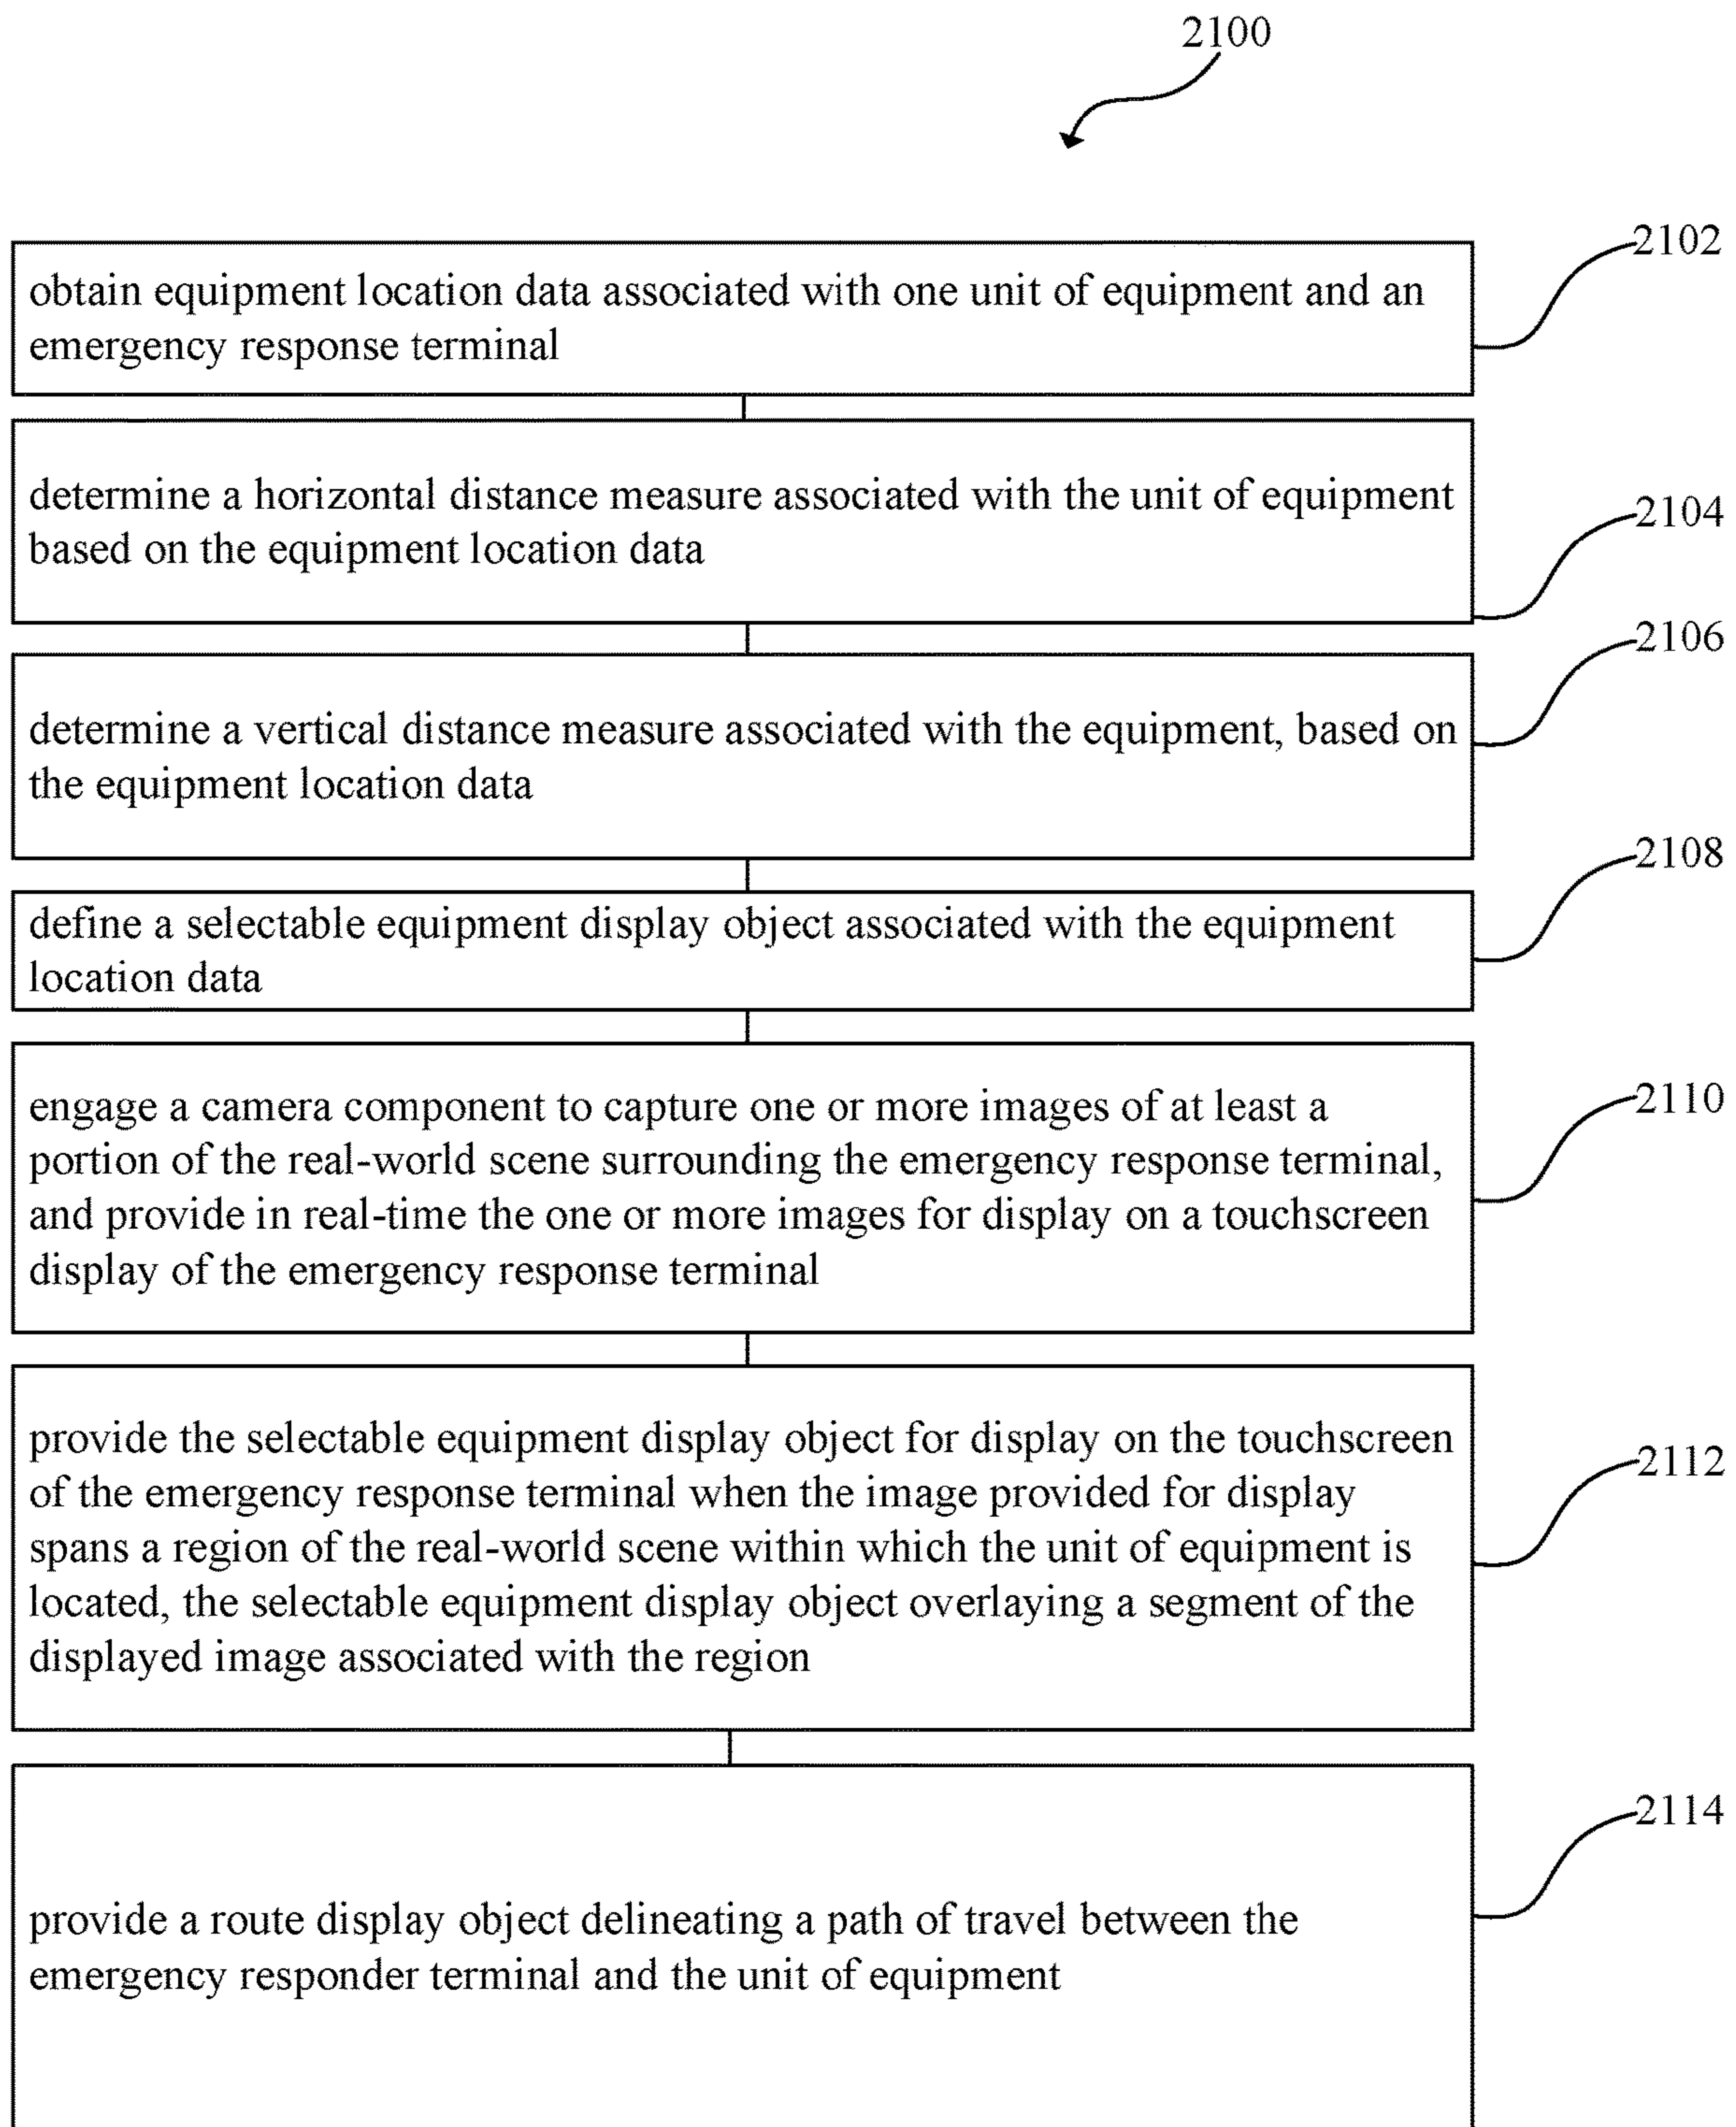 2100
2102
obtain equipment location data associated with one unit of equipment and an
emergency response terminal
determine a horizontal distance measure associated with the unit of equipment
based on the equipment location data
2104
2106
determine a vertical distance measure associated with the equipment, based on
the equipment location data
2108
define a selectable equipment display object associated with the equipment
location data
2110
engage a camera component to capture one or more images of at least a
portion of the real-world scene surrounding the emergency response terminal,
and provide in real-time the one or more images for display on a touchscreen
display of the emergency response terminal
2112
provide the selectable equipment display object for display on the touchscreen
of the emergency response terminal when the image provided for display
spans a region of the real-world scene within which the unit of equipment is
located, the selectable equipment display object overlaying a segment of the
displayed image associated with the region
2114
provide a route display object delineating a path of travel between the
emergency responder terminal and the unit of equipment